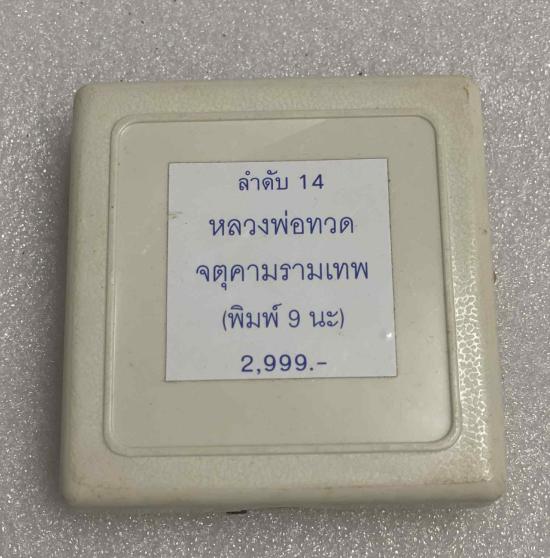 ลำดับ 14
หลวงพ่อทวด
จตุคามรามเทพ
(พิมพ์ 9 นะ)
2,999.-